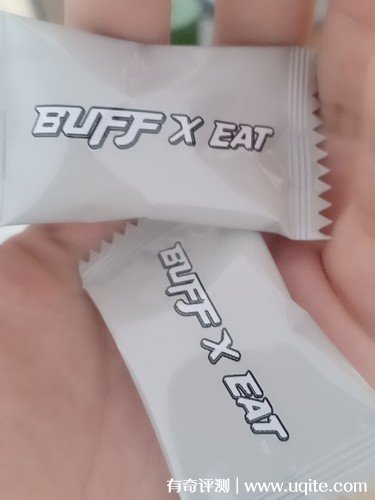 BUFF X EAT
BUFF X EAT
有奇评测 | www.uqite.com